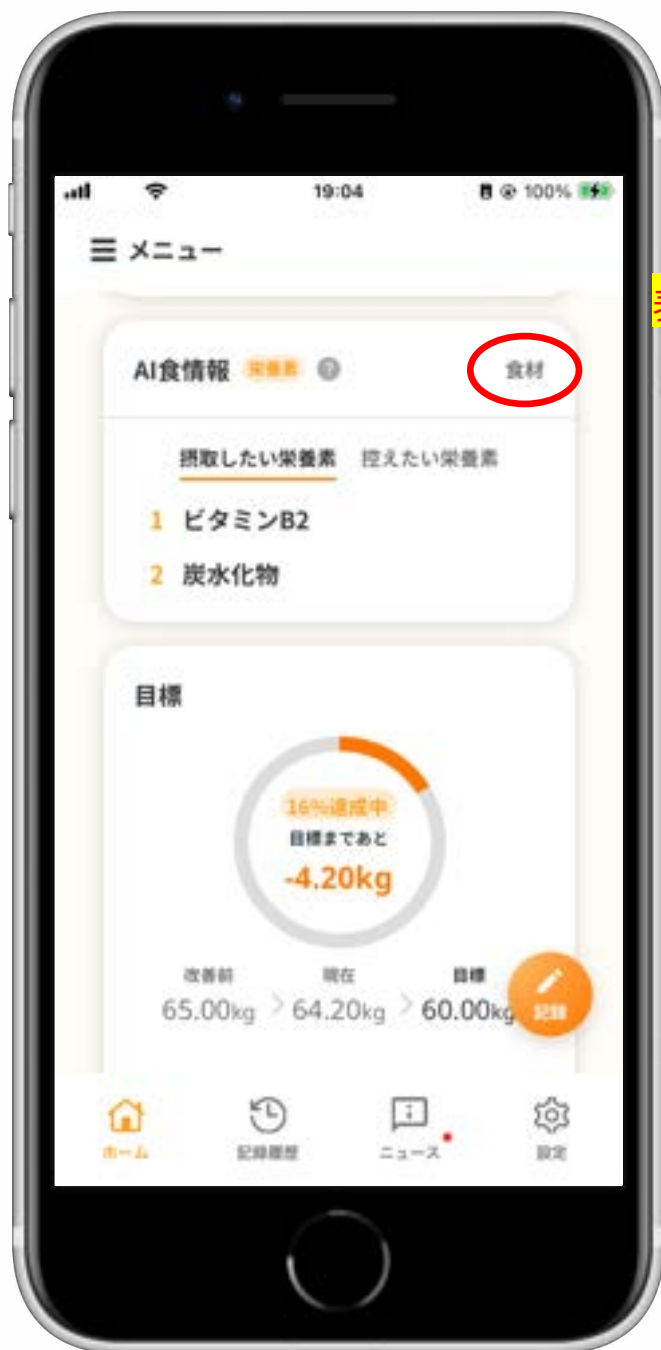 19:04
100%
メニュー
AI食情報 栄養素 ?
食材
摂取したい栄養素 控えたい栄養素
1 ビタミンB2
2 炭水化物
目標
16%達成中
目標まであと
-4.20kg
改善前 現在 目標
65.00kg > 64.20kg > 60.00kg
記録
ホーム 記録履歴 ニュース 設定